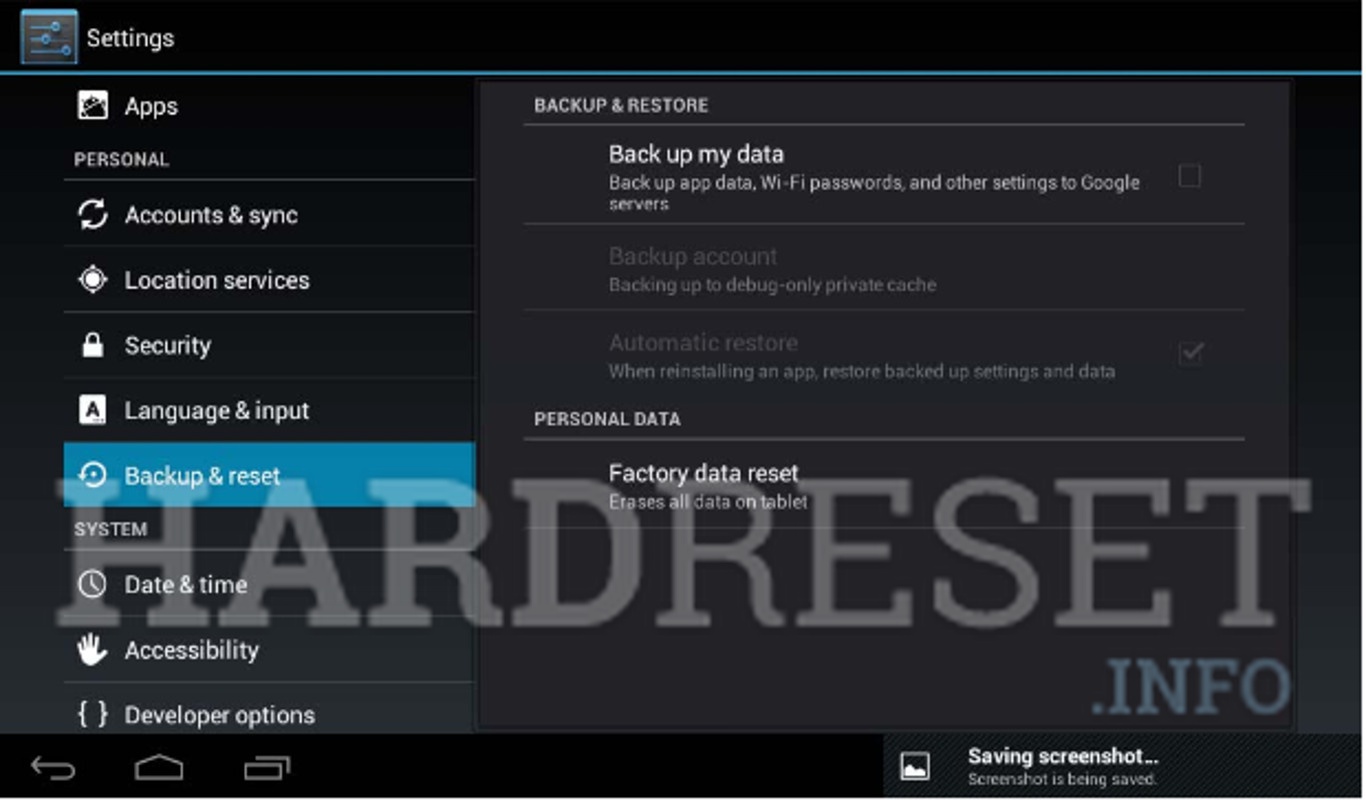 Settings
Apps
PERSONAL
Accounts & sync
Location services
Security
Language & input
Backup & reset
SYSTEM
Date & time
Accessibility
{ } Developer options
BACKUP & RESTORE
Back up my data
Back up app data, Wi-Fi passwords, and other settings to Google
servers
Backup account
Backing up to debug-only private cache
Automatic restore
When reinstalling an app, restore backed up settings and data
PERSONAL DATA
Factory data reset
Erases all data on tablet
HARDRESET
.INFO
Saving screenshot...
Screenshot is being saved.